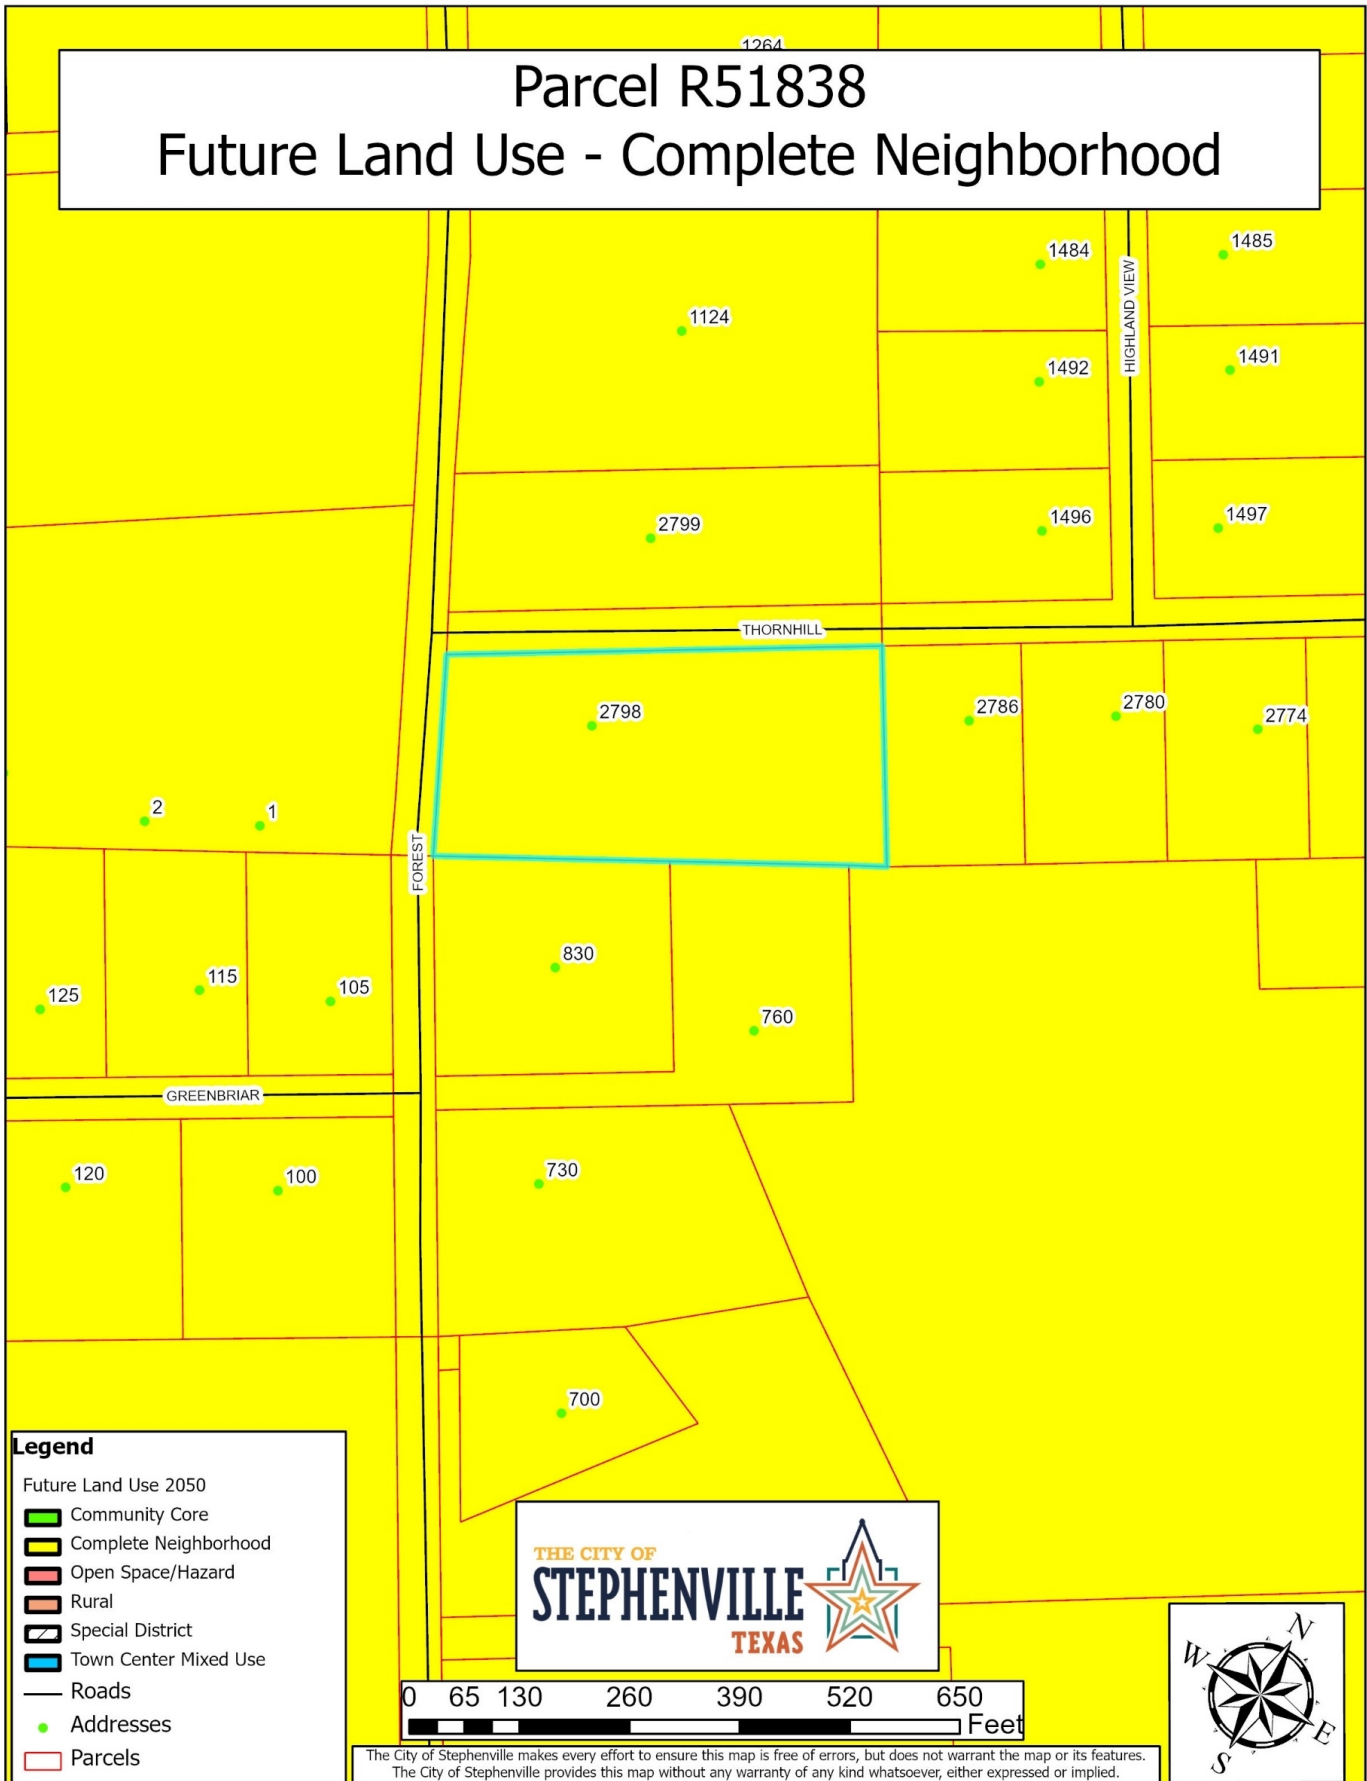 1264
Parcel R51838
Future Land Use - Complete Neighborhood
1484
1485
HIGHLAND VIEW
1124
1492
1491
2799
1496
1497
THORNHILL
2798
2786
2780
2774
2
1
FOREST
830
125
115
105
760
GREENBRIAR
120
100
730
700
Legend
Future Land Use 2050
Community Core
Complete Neighborhood
Open Space/Hazard
Rural
Special District
Town Center Mixed Use
Roads
Addresses
Parcels
THE CITY OF
STEPHENVILLE
TEXAS
N
W
E
S
0 65 130 260 390 520 650
Feet
The City of Stephenville makes every effort to ensure this map is free of errors, but does not warrant the map or its features.
The City of Stephenville provides this map without any warranty of any kind whatsoever, either expressed or implied.